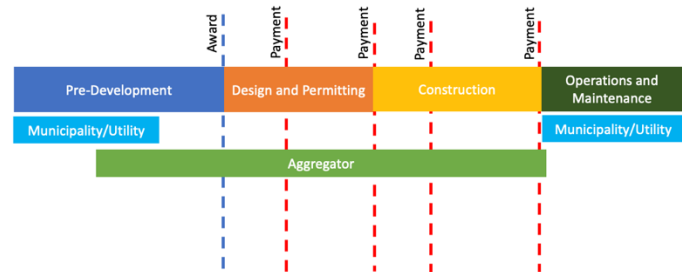 Award
Payment
Payment
Payment
Payment
Pre-Development
Design and Permitting
Construction
Operations and
Maintenance
Municipality/Utility
Municipality/Utility
Aggregator